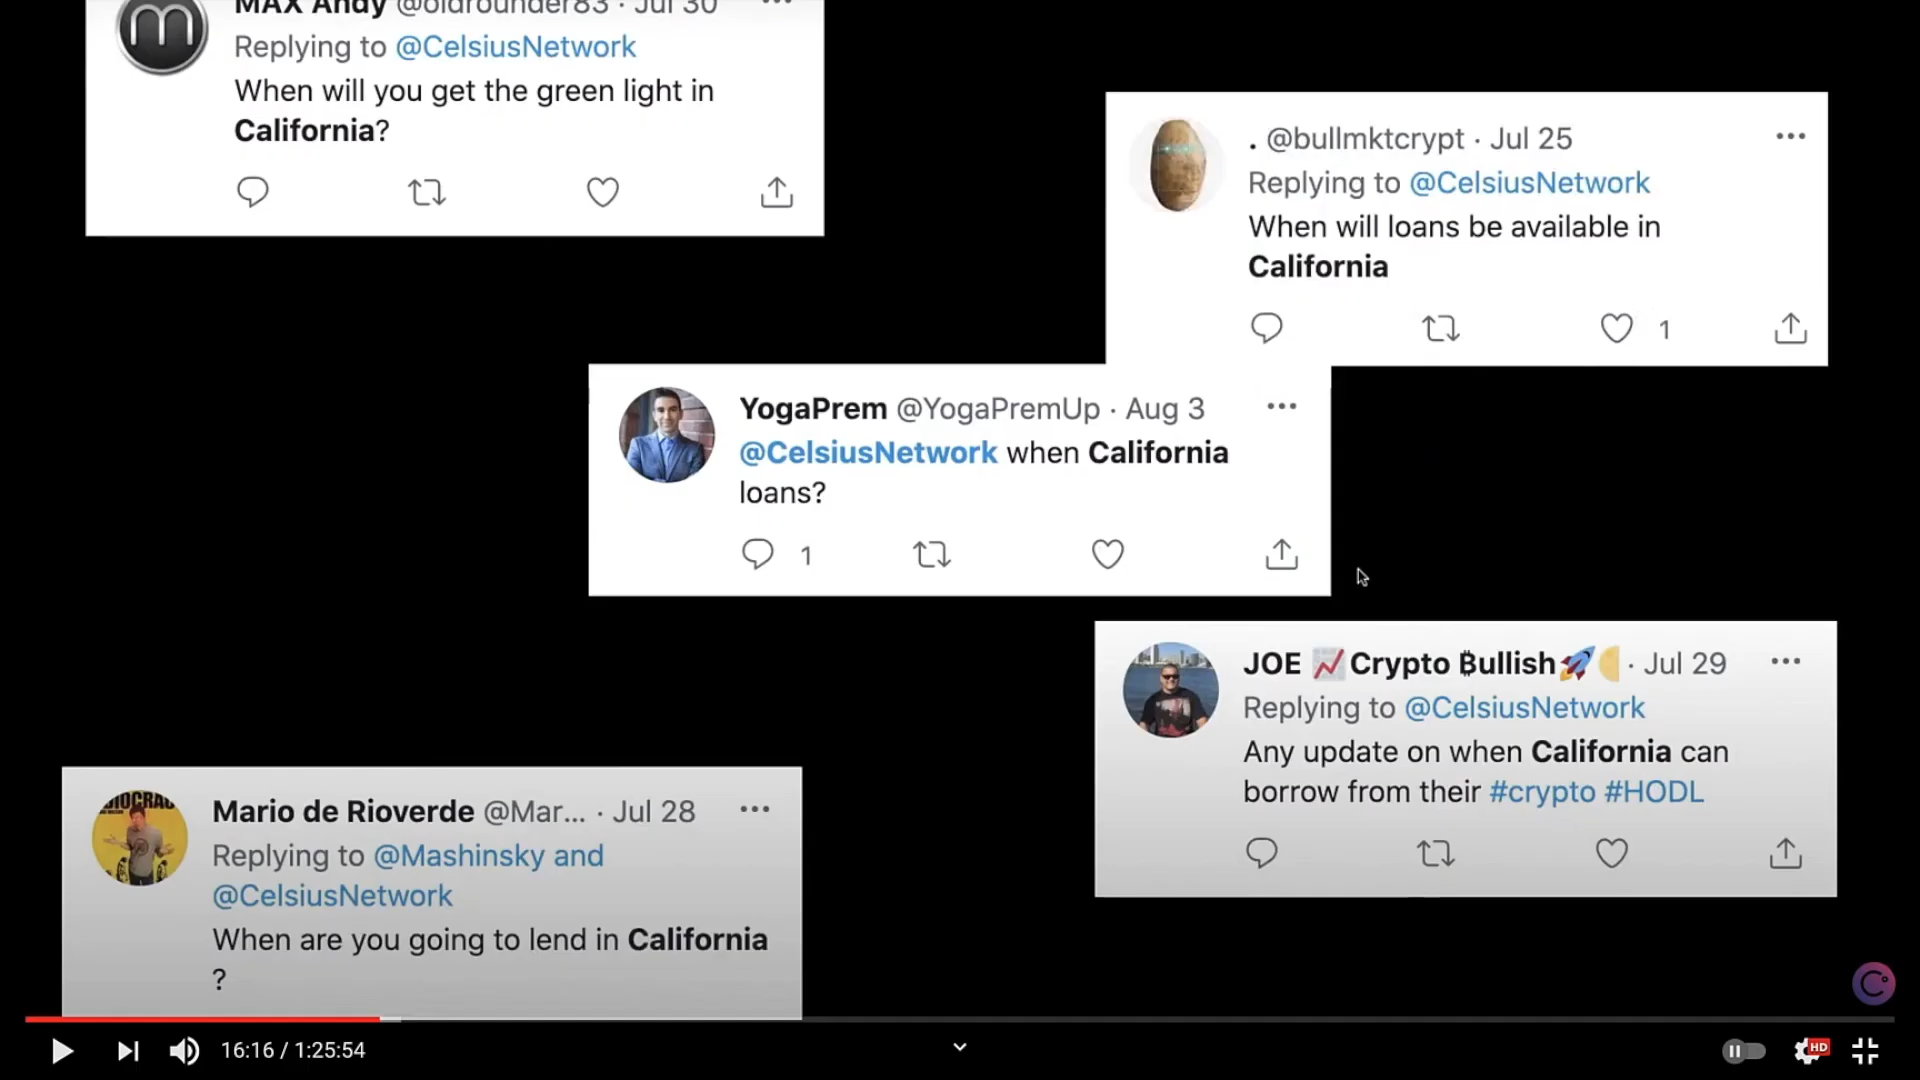 MAX Andy @oldrounder83 · Jul 30
Replying to @CelsiusNetwork
When will you get the green light in
California?
. @bullmktcrypt · Jul 25
Replying to @CelsiusNetwork
When will loans be available in
California
1
YogaPrem @YogaPremUp · Aug 3
@CelsiusNetwork when California
loans?
1
JOE Crypto ₿ullish · Jul 29
Replying to @CelsiusNetwork
Any update on when California can
borrow from their #crypto #HODL
Mario de Rioverde @Mar... · Jul 28
Replying to @Mashinsky and
@CelsiusNetwork
When are you going to lend in California
?
16:16 / 1:25:54
HD